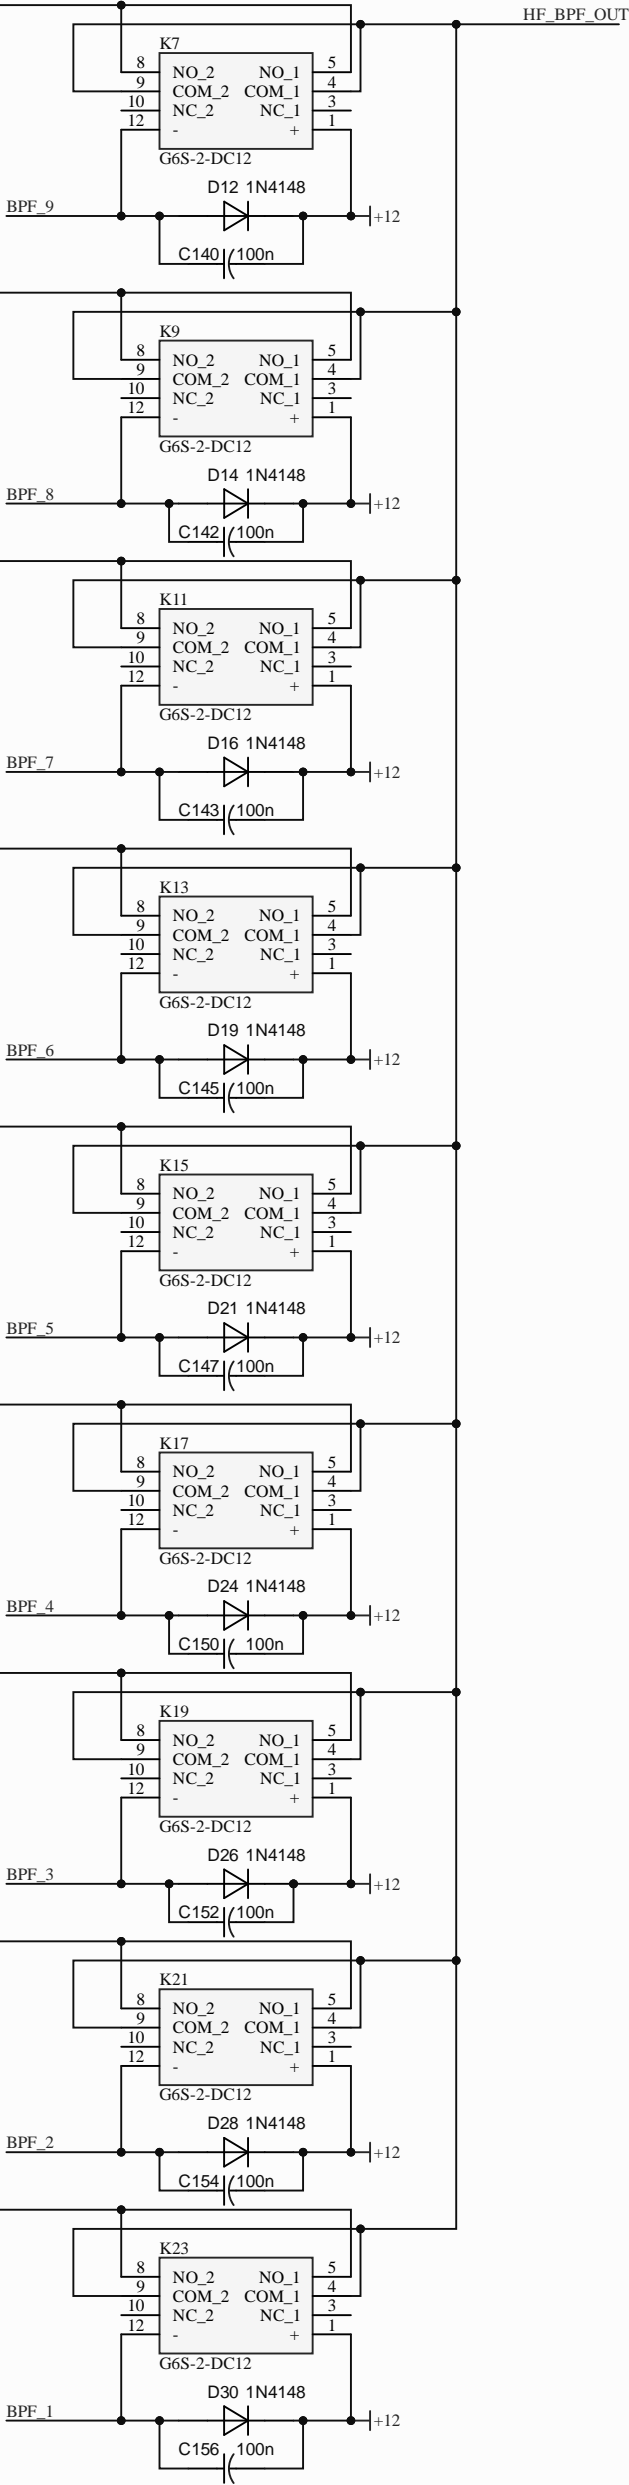 HF_BPF_OUT
K7
8 NO_2 NO_1 5
9 COM_2 COM_1 4
10 NC_2 NC_1 3
12 - + 1
G6S-2-DC12
D12 1N4148
BPF_9 +12
C140 100n
K9
8 NO_2 NO_1 5
9 COM_2 COM_1 4
10 NC_2 NC_1 3
12 - + 1
G6S-2-DC12
D14 1N4148
BPF_8 +12
C142 100n
K11
8 NO_2 NO_1 5
9 COM_2 COM_1 4
10 NC_2 NC_1 3
12 - + 1
G6S-2-DC12
D16 1N4148
BPF_7 +12
C143 100n
K13
8 NO_2 NO_1 5
9 COM_2 COM_1 4
10 NC_2 NC_1 3
12 - + 1
G6S-2-DC12
D19 1N4148
BPF_6 +12
C145 100n
K15
8 NO_2 NO_1 5
9 COM_2 COM_1 4
10 NC_2 NC_1 3
12 - + 1
G6S-2-DC12
D21 1N4148
BPF_5 +12
C147 100n
K17
8 NO_2 NO_1 5
9 COM_2 COM_1 4
10 NC_2 NC_1 3
12 - + 1
G6S-2-DC12
D24 1N4148
BPF_4 +12
C150 100n
K19
8 NO_2 NO_1 5
9 COM_2 COM_1 4
10 NC_2 NC_1 3
12 - + 1
G6S-2-DC12
D26 1N4148
BPF_3 +12
C152 100n
K21
8 NO_2 NO_1 5
9 COM_2 COM_1 4
10 NC_2 NC_1 3
12 - + 1
G6S-2-DC12
D28 1N4148
BPF_2 +12
C154 100n
K23
8 NO_2 NO_1 5
9 COM_2 COM_1 4
10 NC_2 NC_1 3
12 - + 1
G6S-2-DC12
D30 1N4148
BPF_1 +12
C156 100n